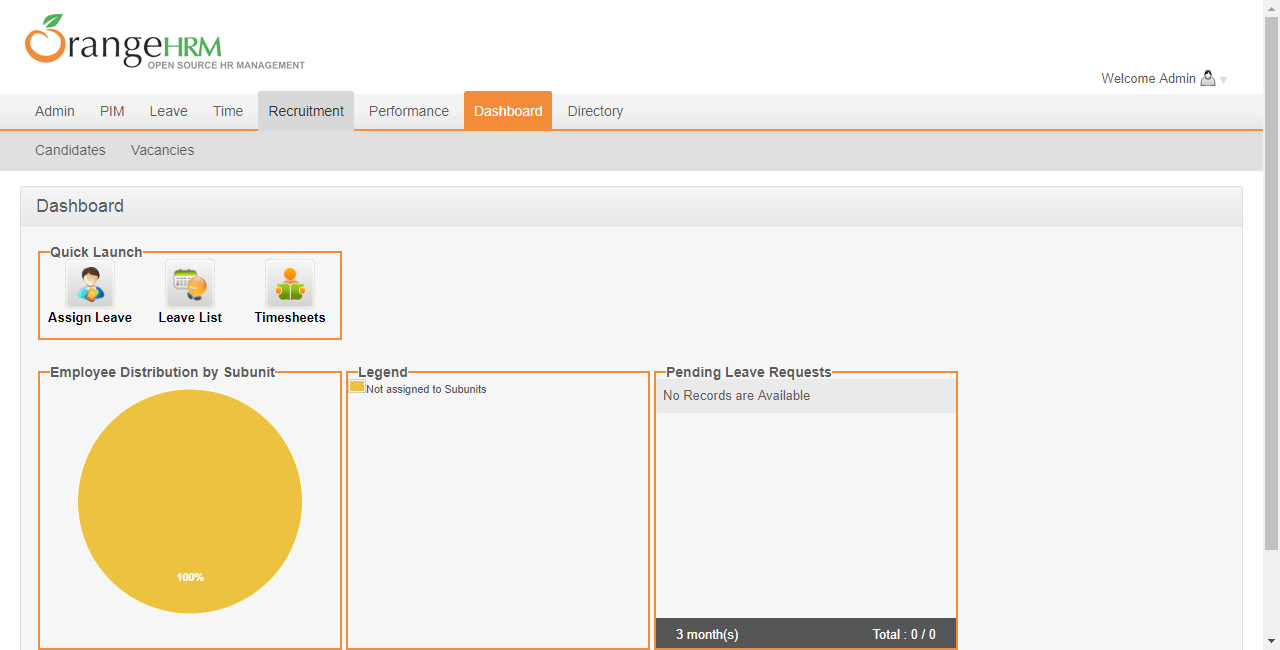 OrangeHRM
OPEN SOURCE HR MANAGEMENT
Welcome Admin
Admin PIM Leave Time Recruitment Performance Dashboard Directory
Candidates Vacancies
Dashboard
Quick Launch
Assign Leave Leave List Timesheets
Employee Distribution by Subunit
100%
Legend
Not assigned to Subunits
Pending Leave Requests
No Records are Available
3 month(s) Total : 0 / 0